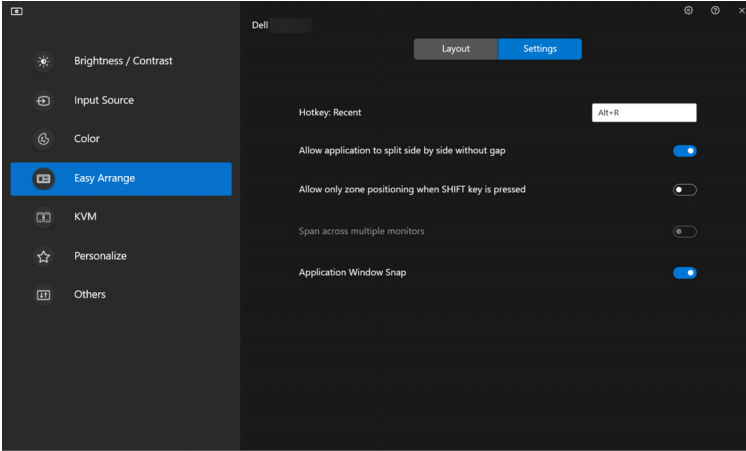 Dell
Brightness / Contrast
Input Source
Color
Easy Arrange
KVM
Personalize
Others
Layout
Settings
Hotkey: Recent
Alt+R
Allow application to split side by side without gap
Allow only zone positioning when SHIFT key is pressed
Span across multiple monitors
Application Window Snap